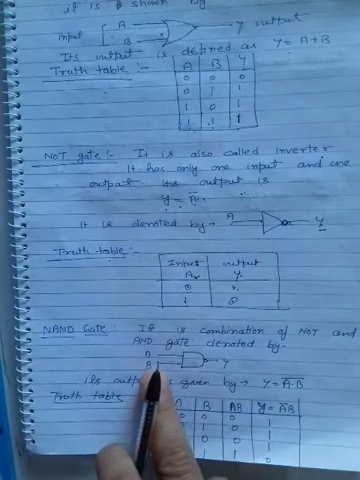 it is shown by
input A B Y output
Its output is defined as Y = A+B
Truth table :-
A B Y
0 0 0
0 1 1
1 0 1
1 1 1
NOT gate :- It is also called inverter
It has only one input and one
output. Its output is
y = A̅.
It is denoted by → A Y
Truth table :-
Input output
A Y
0 1
1 0
NAND Gate : It is combination of NOT and
AND gate denoted by-
A
B Y
Its output is given by → Y = A̅.̅B̅
Truth table
A B AB y = A̅B̅
0 0 0 1
0 1
0 1
1 1 1 0